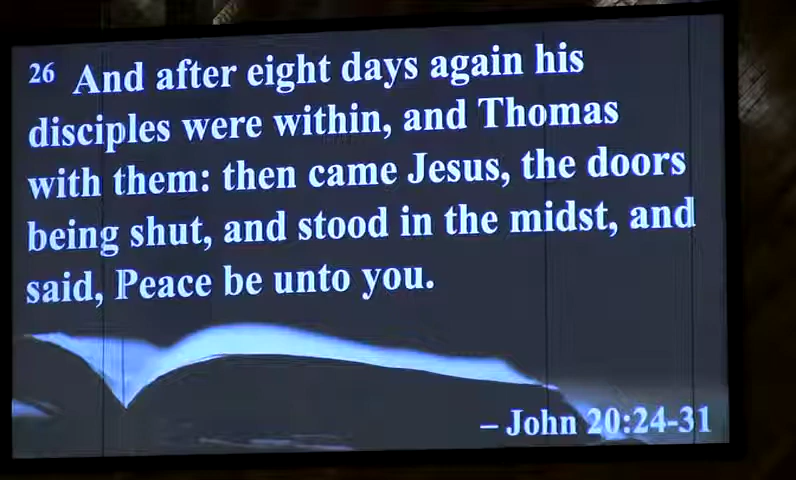 26 And after eight days again his
disciples were within, and Thomas
with them: then came Jesus, the doors
being shut, and stood in the midst, and
said, Peace be unto you.
– John 20:24-31